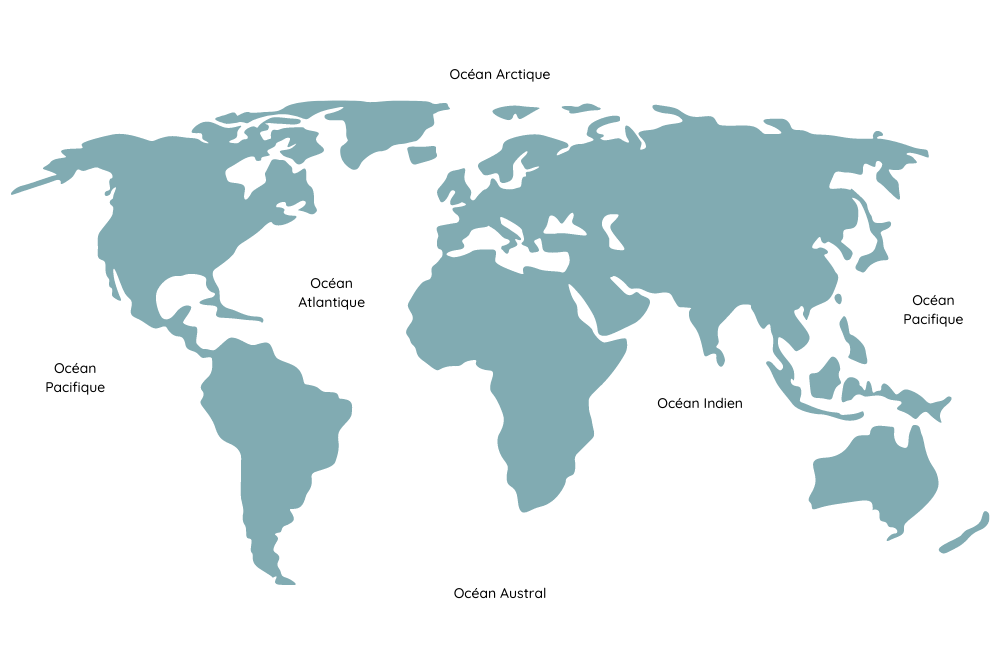 Océan Arctique
Océan
Atlantique
Océan
Pacifique
Océan
Pacifique
Océan Indien
Océan Austral